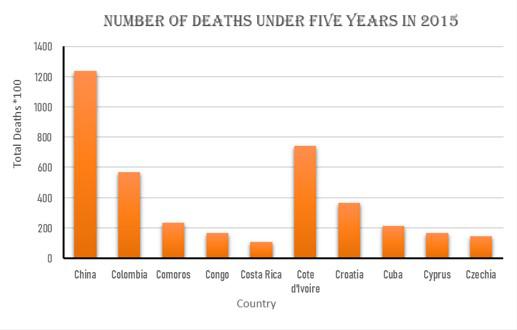 NUMBER OF DEATHS UNDER FIVE YEARS IN 2015
1400
1200
1000
800
600
400
200
0
Total Deaths *100
China Colombia Comoros Congo Costa Rica Cote d'Ivoire Croatia Cuba Cyprus Czechia
Country